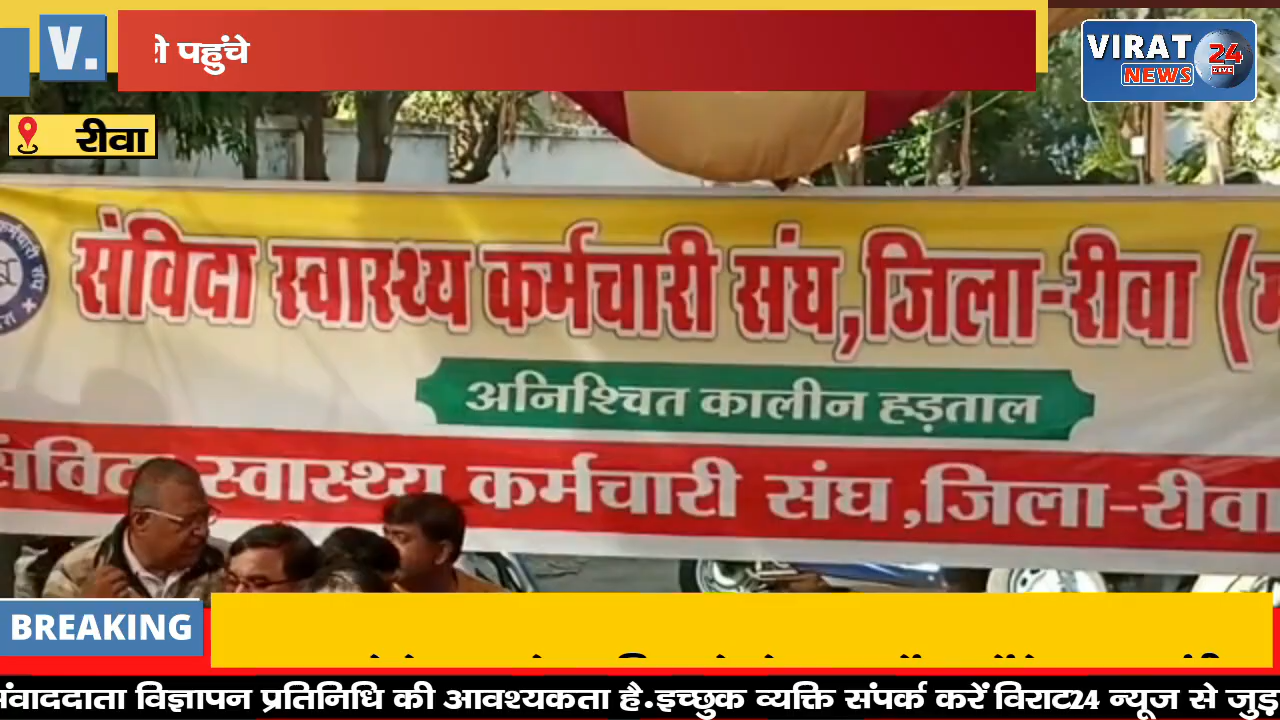 V.
पहुंचे
VIRAT 24
NEWS LIVE
रीवा
संविदा स्वास्थ्य कर्मचारी संघ,जिला-रीवा (
अनिश्चित कालीन हड़ताल
संविदा स्वास्थ्य कर्मचारी संघ,जिला-रीवा
BREAKING
संवाददाता विज्ञापन प्रतिनिधि की आवश्यकता है.इच्छुक व्यक्ति संपर्क करें विराट24 न्यूज से जुड़